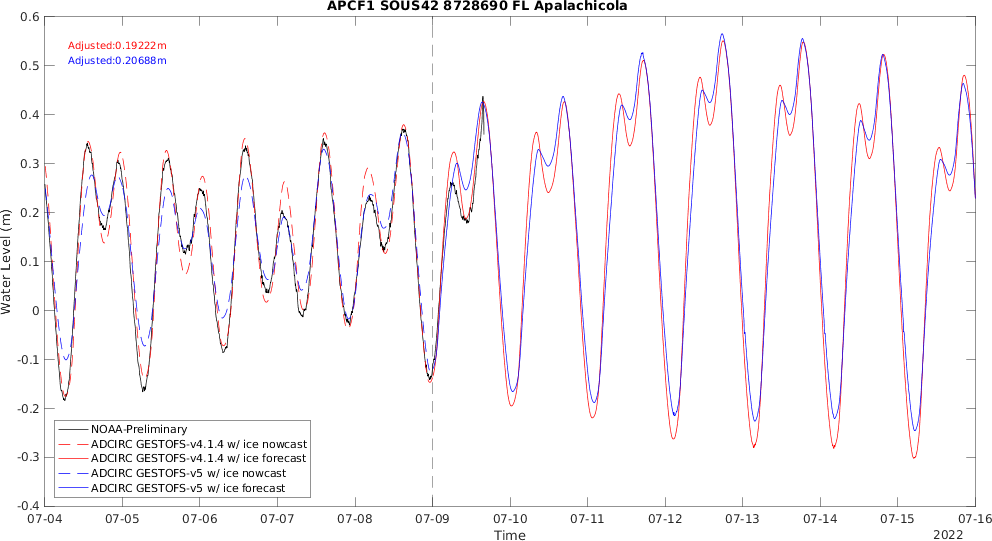 APCF1 SOUS42 8728690 FL Apalachicola
0.6
0.5
0.4
0.3
0.2
0.1
0
-0.1
-0.2
-0.3
-0.4
Water Level (m)
Adjusted:0.19222m
Adjusted:0.20688m
NOAA-Preliminary
ADCIRC GESTOFS-v4.1.4 w/ ice nowcast
ADCIRC GESTOFS-v4.1.4 w/ ice forecast
ADCIRC GESTOFS-v5 w/ ice nowcast
ADCIRC GESTOFS-v5 w/ ice forecast
07-04 07-05 07-06 07-07 07-08 07-09 07-10 07-11 07-12 07-13 07-14 07-15 07-16
Time
2022